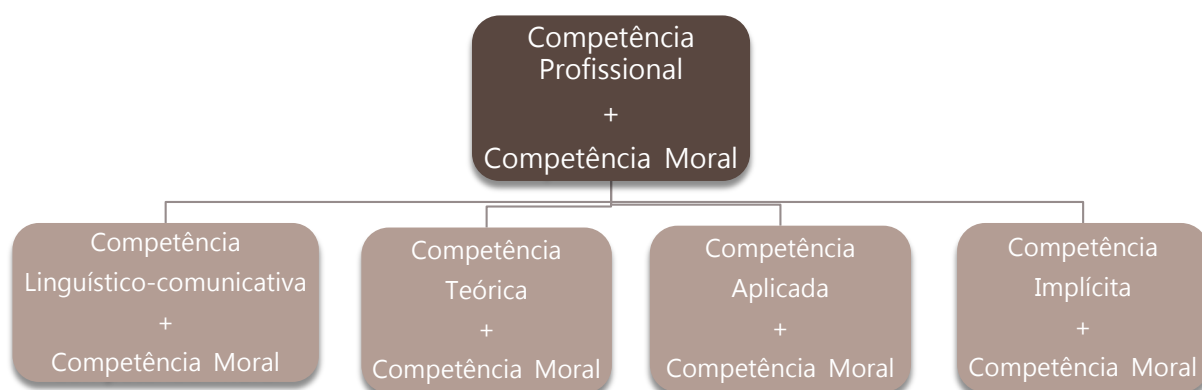 Competência
Profissional
+
Competência Moral
Competência
Linguístico-comunicativa
+
Competência Moral
Competência
Teórica
+
Competência Moral
Competência
Aplicada
+
Competência Moral
Competência
Implícita
+
Competência Moral